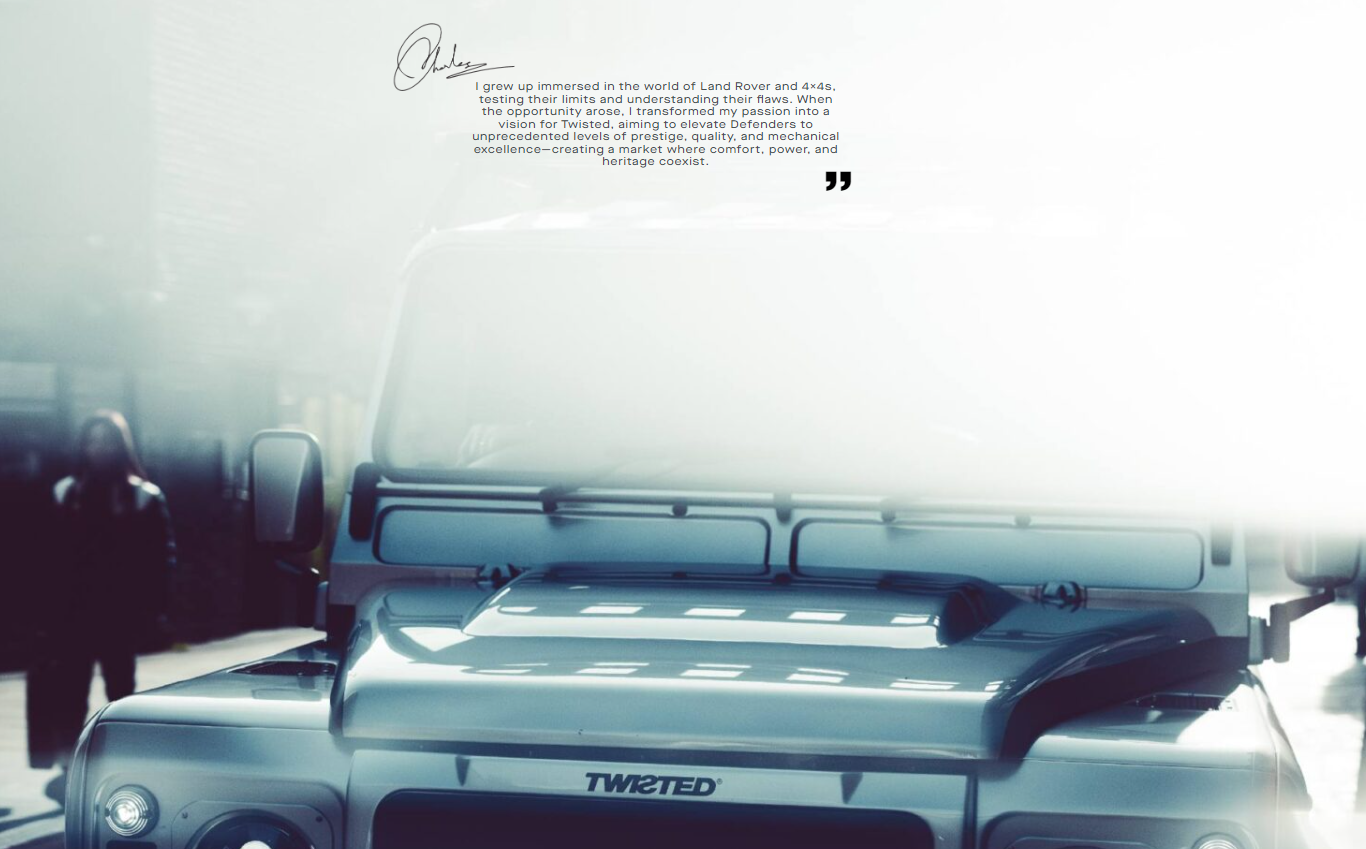 Charles
I grew up immersed in the world of Land Rover and 4×4s,
testing their limits and understanding their flaws. When
the opportunity arose, I transformed my passion into a
vision for Twisted, aiming to elevate Defenders to
unprecedented levels of prestige, quality, and mechanical
excellence—creating a market where comfort, power, and
heritage coexist.
”
TWISTED®